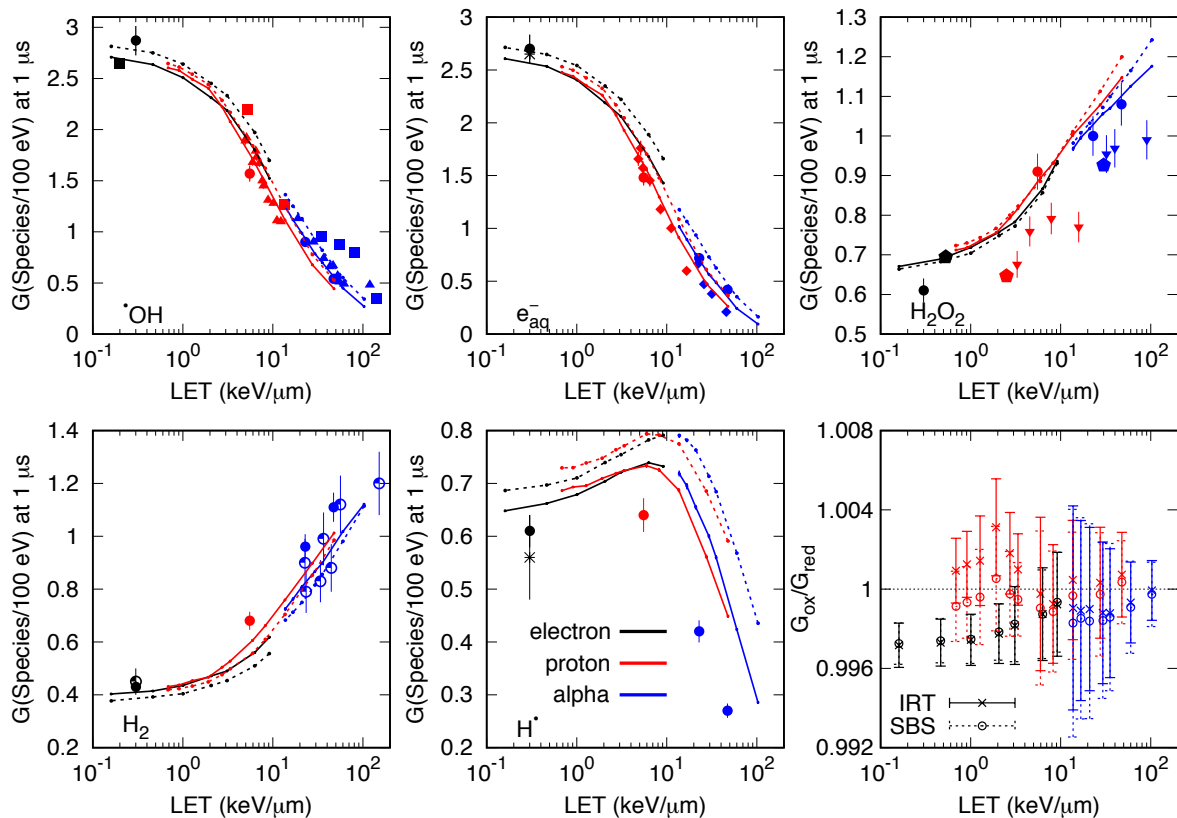 G(Species/100 eV) at 1 μs
3
2.5
2
1.5
1
0.5
0
•OH
10⁻¹ 10⁰ 10¹ 10²
LET (keV/μm)
G(Species/100 eV) at 1 μs
3
2.5
2
1.5
1
0.5
0
e⁻aq
10⁻¹ 10⁰ 10¹ 10²
LET (keV/μm)
G(Species/100 eV) at 1 μs
1.3
1.2
1.1
1
0.9
0.8
0.7
0.6
0.5
H₂O₂
10⁻¹ 10⁰ 10¹ 10²
LET (keV/μm)
G(Species/100 eV) at 1 μs
1.4
1.2
1
0.8
0.6
0.4
0.2
H₂
10⁻¹ 10⁰ 10¹ 10²
LET (keV/μm)
G(Species/100 eV) at 1 μs
0.8
0.7
0.6
0.5
0.4
0.3
0.2
electron
proton
alpha
H•
10⁻¹ 10⁰ 10¹ 10²
LET (keV/μm)
Gox/Gred
1.008
1.004
1
0.996
0.992
IRT
SBS
10⁻¹ 10⁰ 10¹ 10²
LET (keV/μm)